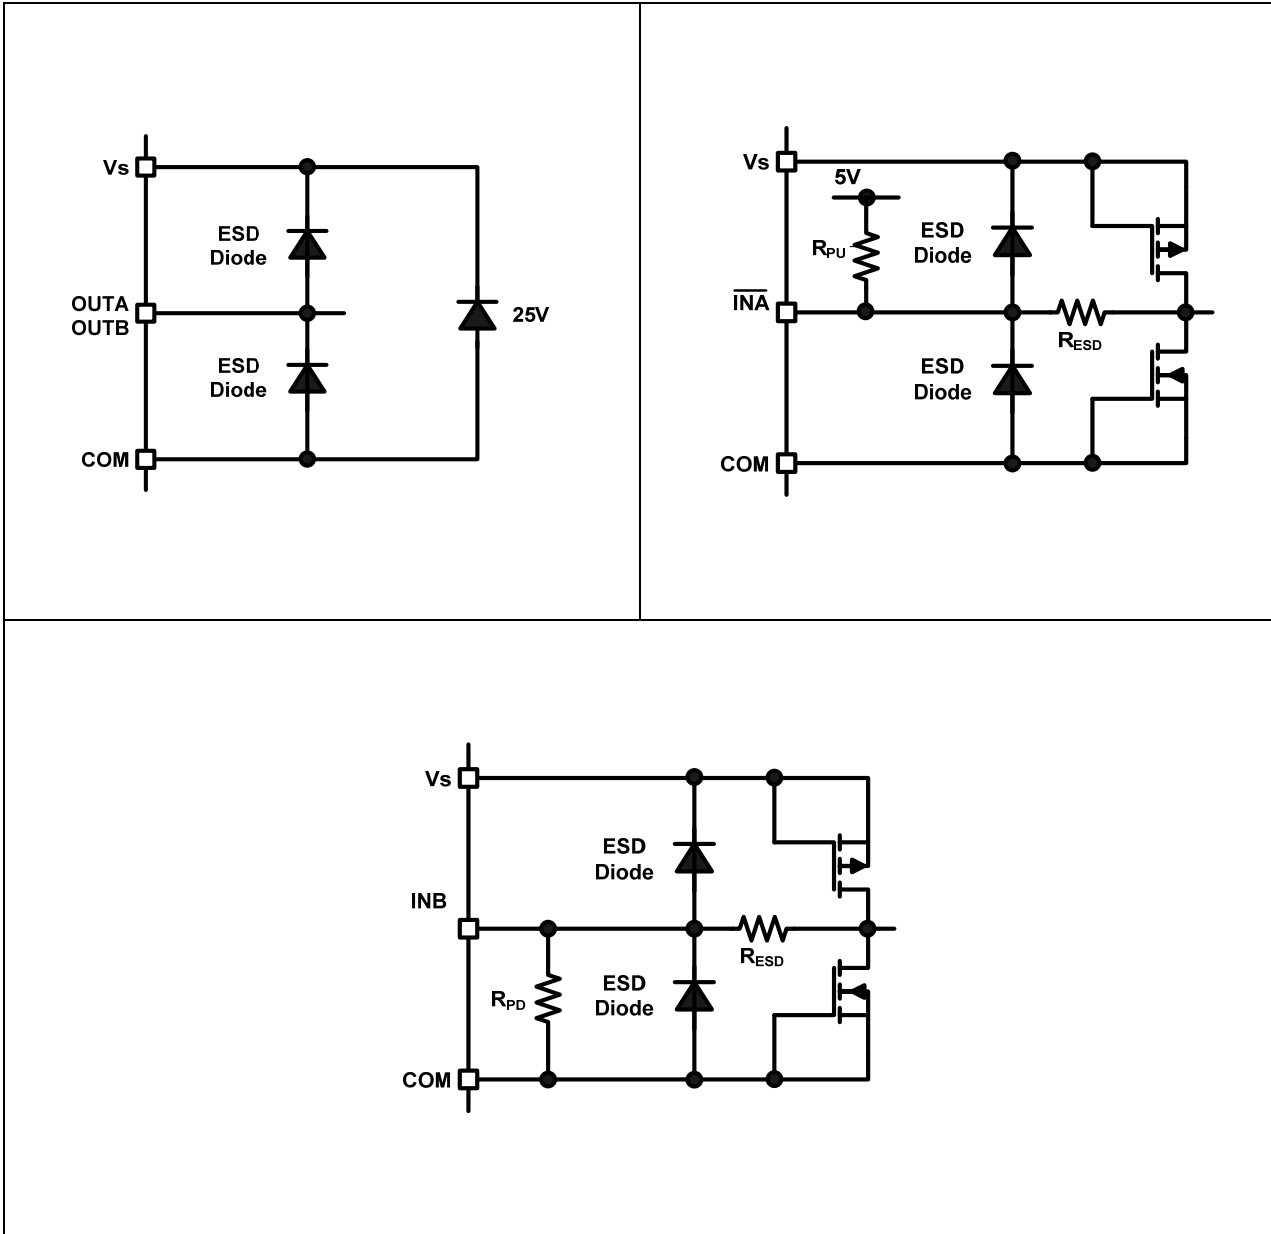 Vs
ESD
Diode
OUTA
OUTB
25V
ESD
Diode
COM
Vs
5V
RPU
ESD
Diode
INA
RESD
ESD
Diode
COM
Vs
ESD
Diode
INB
RESD
RPD
ESD
Diode
COM